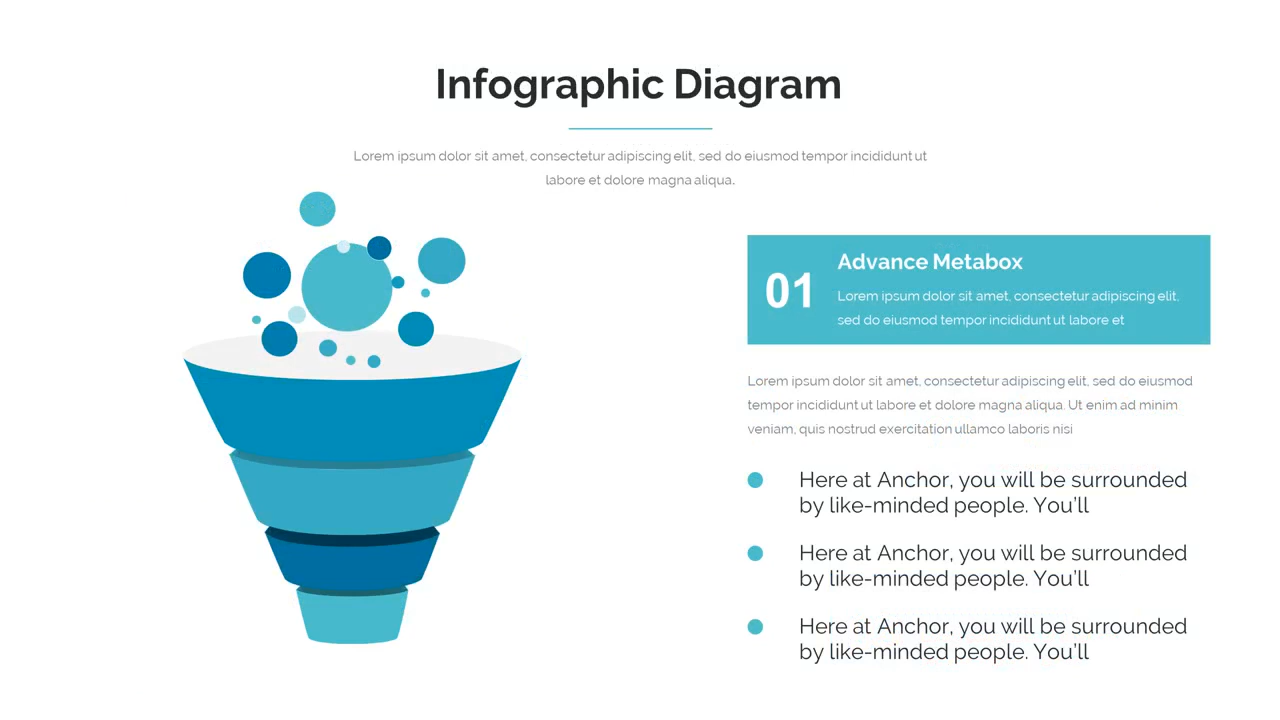 Infographic Diagram
Lorem ipsum dolor sit amet, consectetur adipiscing elit, sed do eiusmod tempor incididunt ut
labore et dolore magna aliqua.
01
Advance Metabox
Lorem ipsum dolor sit amet, consectetur adipiscing elit,
sed do eiusmod tempor incididunt ut labore et
Lorem ipsum dolor sit amet, consectetur adipiscing elit, sed do eiusmod
tempor incididunt ut labore et dolore magna aliqua. Ut enim ad minim
veniam, quis nostrud exercitation ullamco laboris nisi
Here at Anchor, you will be surrounded
by like-minded people. You’ll
Here at Anchor, you will be surrounded
by like-minded people. You’ll
Here at Anchor, you will be surrounded
by like-minded people. You’ll